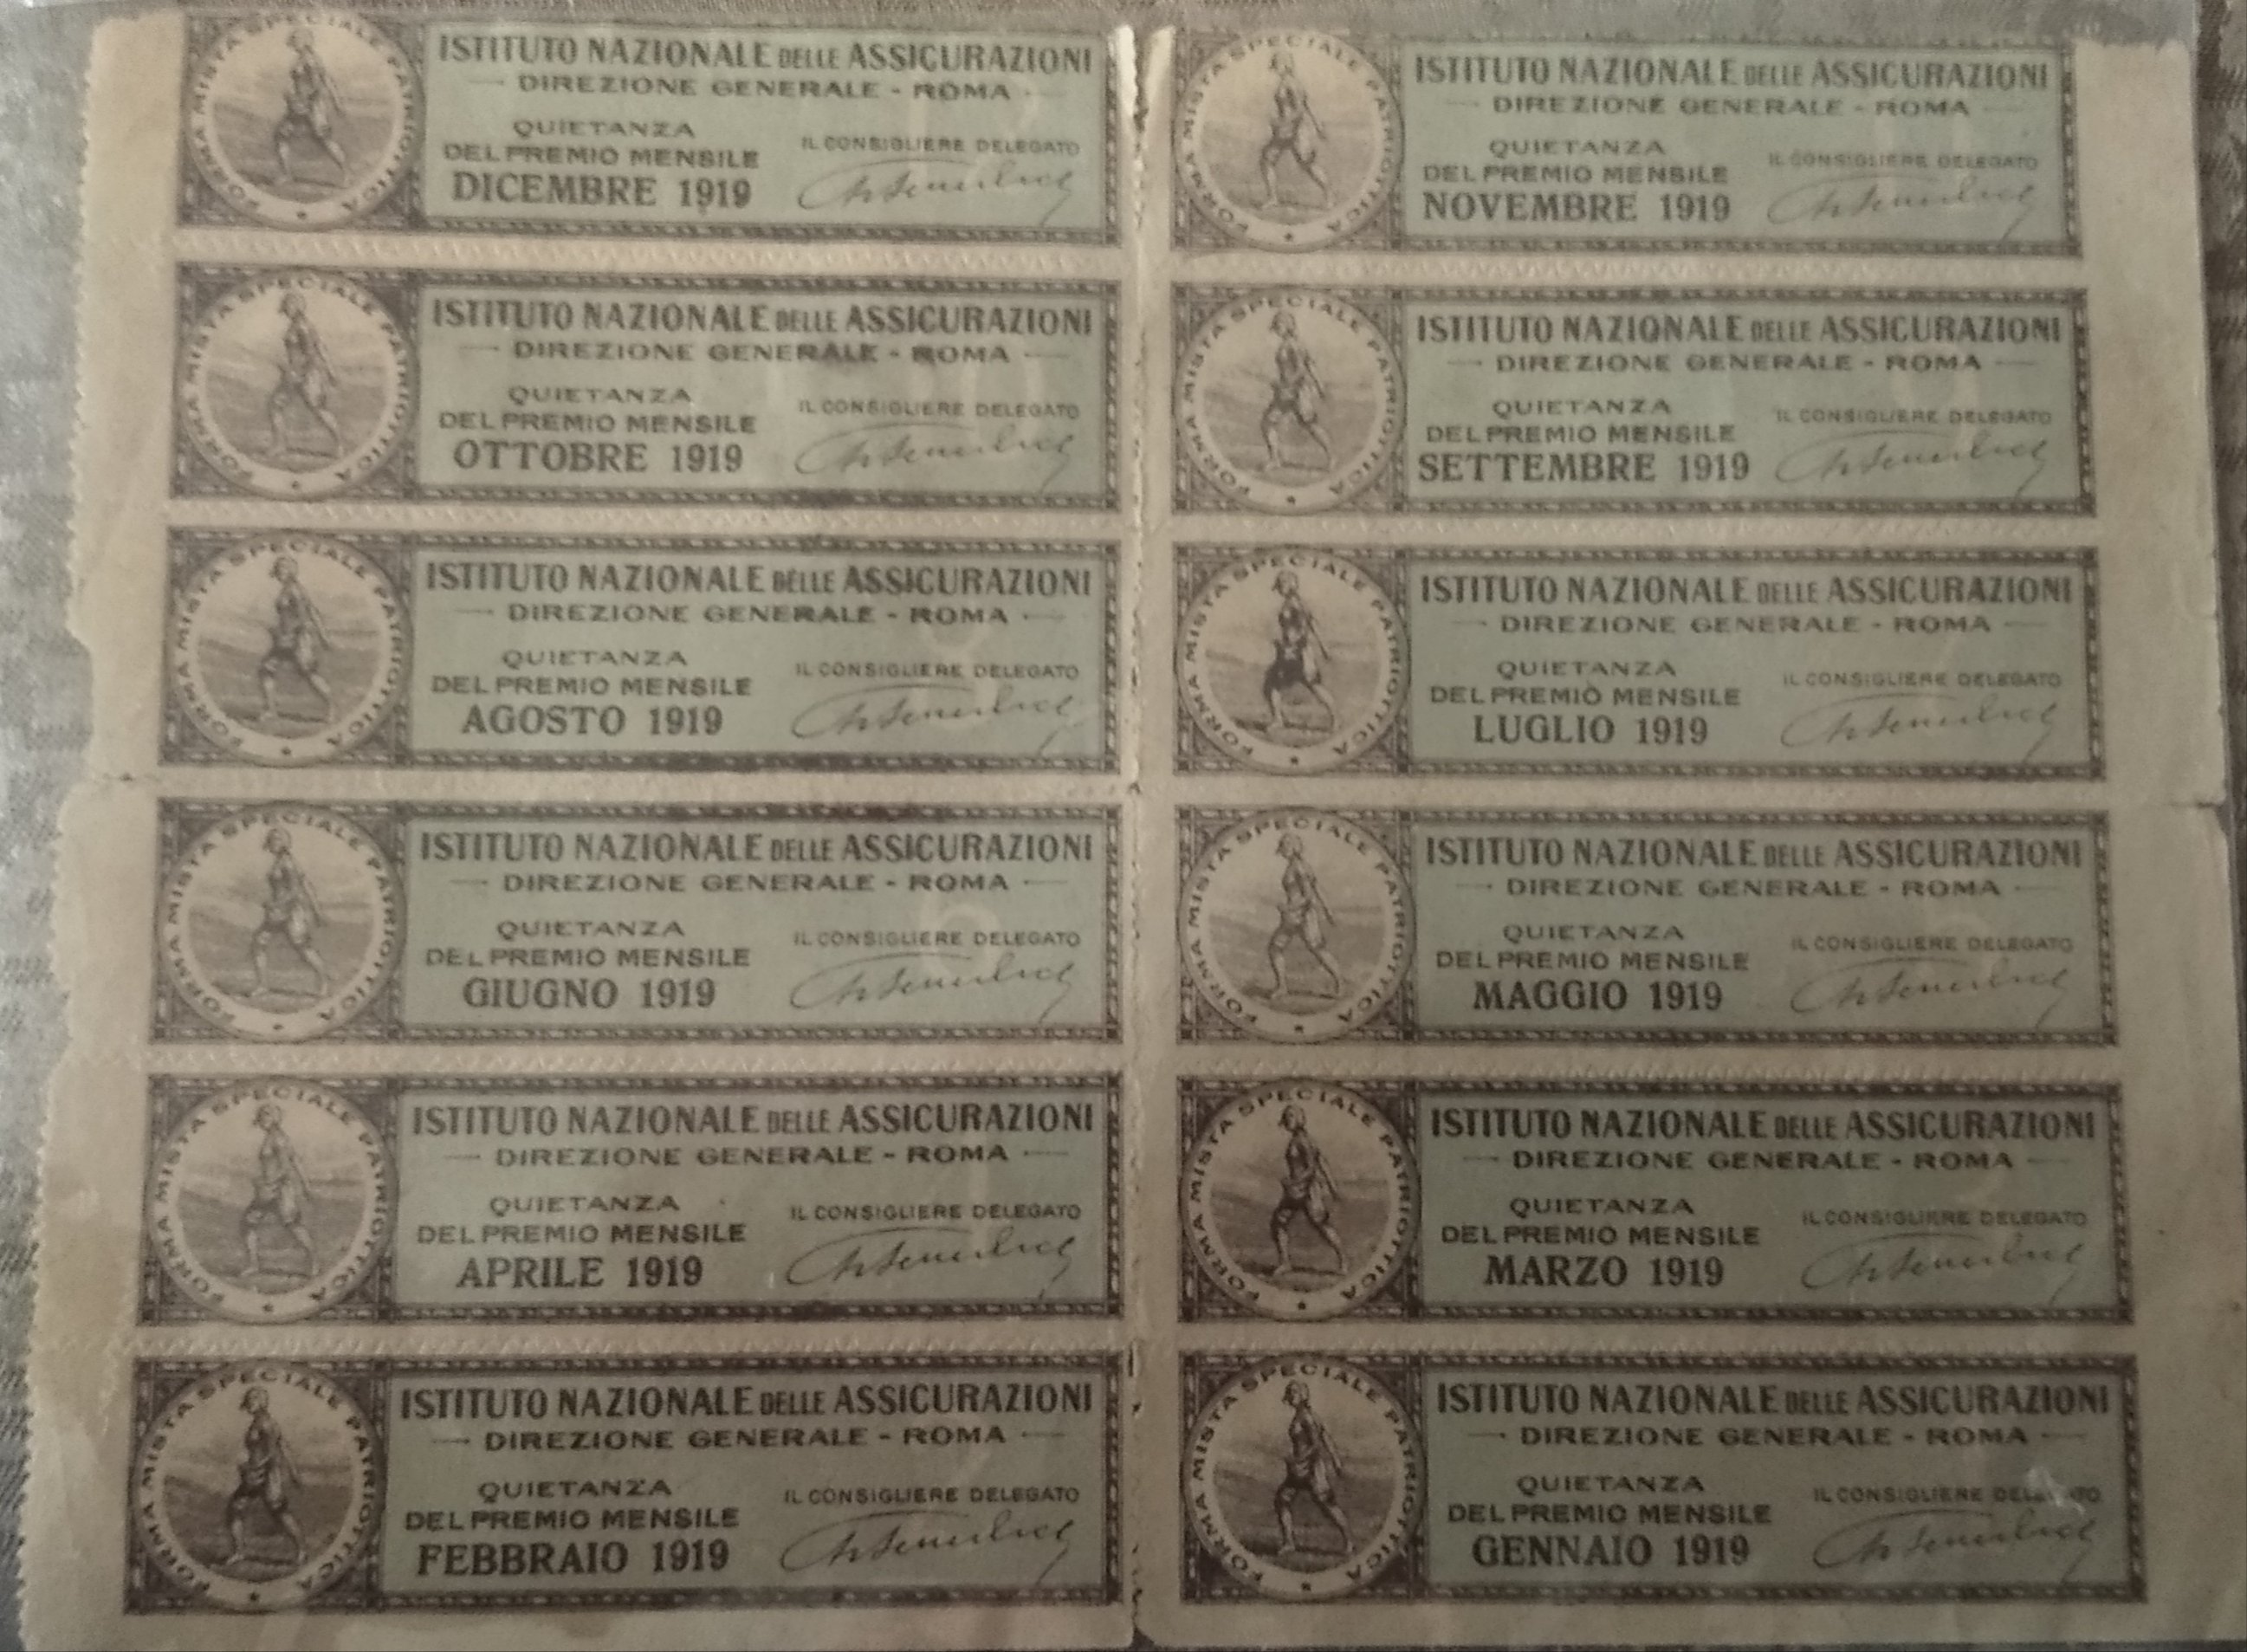 FORMA MISTA SPECIALE PATRIOTTICA
ISTITUTO NAZIONALE DELLE ASSICURAZIONI
DIREZIONE GENERALE - ROMA
QUIETANZA
DEL PREMIO MENSILE
DICEMBRE 1919
IL CONSIGLIERE DELEGATO
FORMA MISTA SPECIALE PATRIOTTICA
ISTITUTO NAZIONALE DELLE ASSICURAZIONI
DIREZIONE GENERALE - ROMA
QUIETANZA
DEL PREMIO MENSILE
NOVEMBRE 1919
IL CONSIGLIERE DELEGATO
FORMA MISTA SPECIALE PATRIOTTICA
ISTITUTO NAZIONALE DELLE ASSICURAZIONI
DIREZIONE GENERALE - ROMA
QUIETANZA
DEL PREMIO MENSILE
OTTOBRE 1919
IL CONSIGLIERE DELEGATO
FORMA MISTA SPECIALE PATRIOTTICA
ISTITUTO NAZIONALE DELLE ASSICURAZIONI
DIREZIONE GENERALE - ROMA
QUIETANZA
DEL PREMIO MENSILE
SETTEMBRE 1919
IL CONSIGLIERE DELEGATO
FORMA MISTA SPECIALE PATRIOTTICA
ISTITUTO NAZIONALE DELLE ASSICURAZIONI
DIREZIONE GENERALE - ROMA
QUIETANZA
DEL PREMIO MENSILE
AGOSTO 1919
IL CONSIGLIERE DELEGATO
FORMA MISTA SPECIALE PATRIOTTICA
ISTITUTO NAZIONALE DELLE ASSICURAZIONI
DIREZIONE GENERALE - ROMA
QUIETANZA
DEL PREMIO MENSILE
LUGLIO 1919
IL CONSIGLIERE DELEGATO
FORMA MISTA SPECIALE PATRIOTTICA
ISTITUTO NAZIONALE DELLE ASSICURAZIONI
DIREZIONE GENERALE - ROMA
QUIETANZA
DEL PREMIO MENSILE
GIUGNO 1919
IL CONSIGLIERE DELEGATO
FORMA MISTA SPECIALE PATRIOTTICA
ISTITUTO NAZIONALE DELLE ASSICURAZIONI
DIREZIONE GENERALE - ROMA
QUIETANZA
DEL PREMIO MENSILE
MAGGIO 1919
IL CONSIGLIERE DELEGATO
FORMA MISTA SPECIALE PATRIOTTICA
ISTITUTO NAZIONALE DELLE ASSICURAZIONI
DIREZIONE GENERALE - ROMA
QUIETANZA
DEL PREMIO MENSILE
APRILE 1919
IL CONSIGLIERE DELEGATO
FORMA MISTA SPECIALE PATRIOTTICA
ISTITUTO NAZIONALE DELLE ASSICURAZIONI
DIREZIONE GENERALE - ROMA
QUIETANZA
DEL PREMIO MENSILE
MARZO 1919
IL CONSIGLIERE DELEGATO
FORMA MISTA SPECIALE PATRIOTTICA
ISTITUTO NAZIONALE DELLE ASSICURAZIONI
DIREZIONE GENERALE - ROMA
QUIETANZA
DEL PREMIO MENSILE
FEBBRAIO 1919
IL CONSIGLIERE DELEGATO
FORMA MISTA SPECIALE PATRIOTTICA
ISTITUTO NAZIONALE DELLE ASSICURAZIONI
DIREZIONE GENERALE - ROMA
QUIETANZA
DEL PREMIO MENSILE
GENNAIO 1919
IL CONSIGLIERE DELEGATO